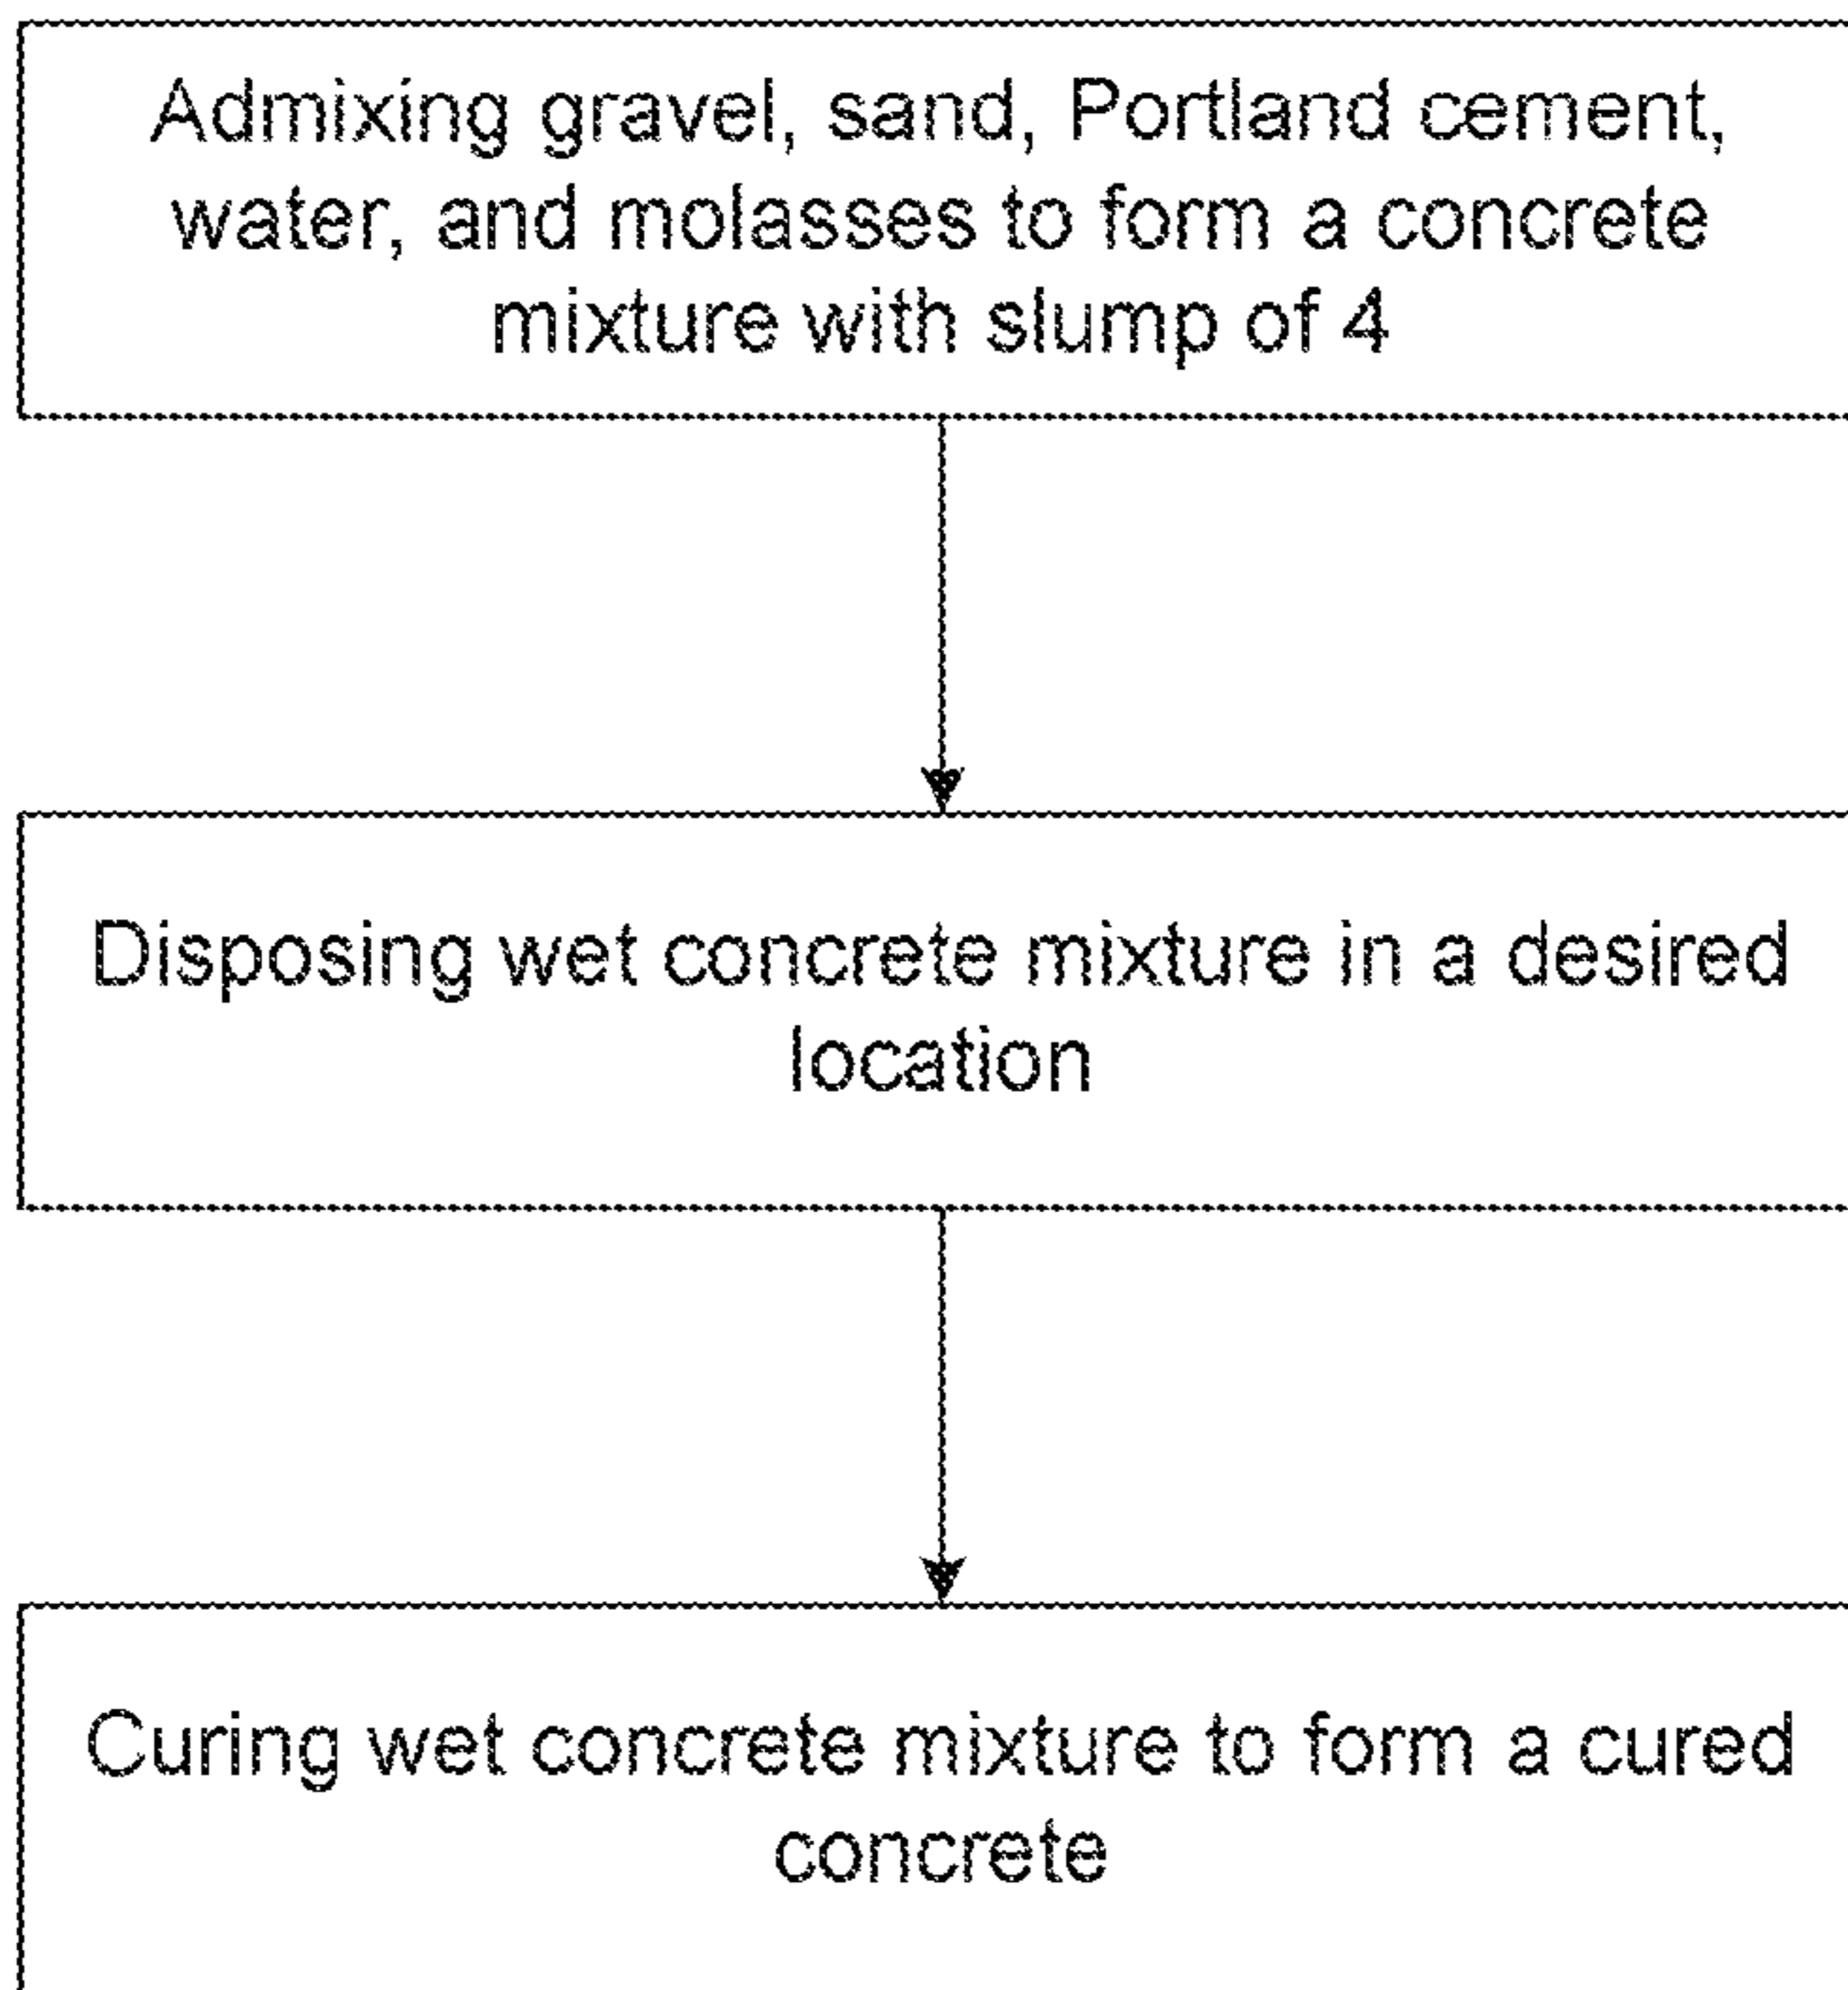 Admixing gravel, sand, Portland cement,
water, and molasses to form a concrete
mixture with slump of 4
Disposing wet concrete mixture in a desired
location
Curing wet concrete mixture to form a cured
concrete